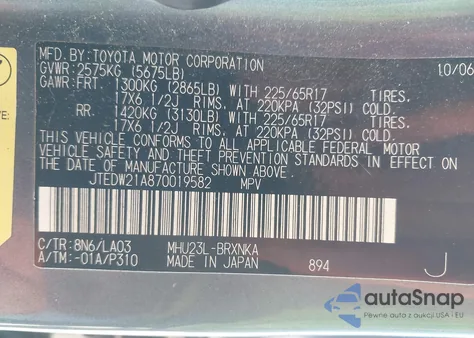 MFD. BY: TOYOTA MOTOR CORPORATION 10/06
GVWR: 2575KG (5675LB)
GAWR: FRT. 1300KG (2865LB) WITH 225/65R17 TIRES,
17X6 1/2J RIMS, AT 220KPA (32PSI) COLD.
RR. 1420KG (3130LB) WITH 225/65R17 TIRES,
17X6 1/2J RIMS, AT 220KPA (32PSI) COLD.
THIS VEHICLE CONFORMS TO ALL APPLICABLE FEDERAL MOTOR
VEHICLE SAFETY AND THEFT PREVENTION STANDARDS IN EFFECT ON
THE DATE OF MANUFACTURE SHOWN ABOVE.
JTEDW21A870019582 MPV
C/TR: 8N6/LA03 MHU23L-BRXNKA
A/TM: -01A/P310 MADE IN JAPAN 894 J
VE:
autoSnap
Pewne auto z polisą USA i EU